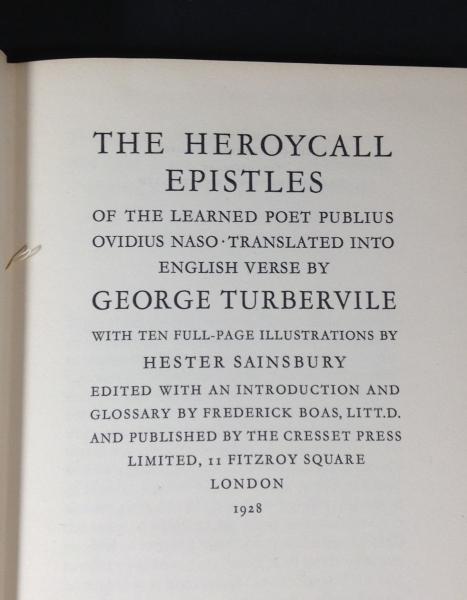 THE HEROYCALL
EPISTLES
OF THE LEARNED POET PUBLIUS
OVIDIUS NASO · TRANSLATED INTO
ENGLISH VERSE BY
GEORGE TURBERVILE
WITH TEN FULL-PAGE ILLUSTRATIONS BY
HESTER SAINSBURY
EDITED WITH AN INTRODUCTION AND
GLOSSARY BY FREDERICK BOAS, LITT.D.
AND PUBLISHED BY THE CRESSET PRESS
LIMITED, 11 FITZROY SQUARE
LONDON
1928